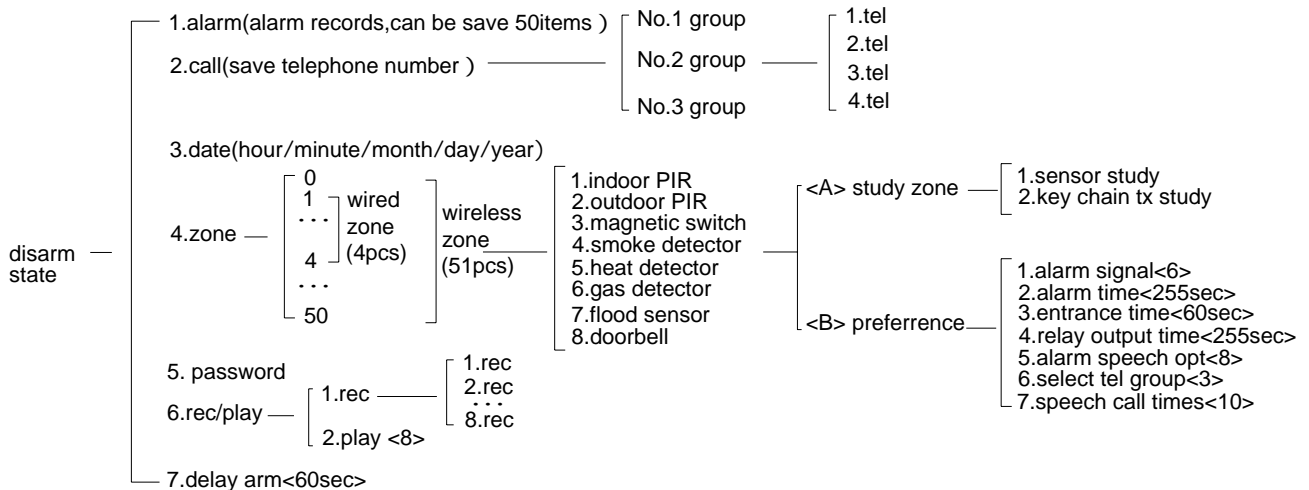 disarm
state
1.alarm(alarm records,can be save 50items )
2.call(save telephone number )
No.1 group
No.2 group
No.3 group
1.tel
2.tel
3.tel
4.tel
3.date(hour/minute/month/day/year)
4.zone
0
1
...
4
...
50
wired
zone
(4pcs)
wireless
zone
(51pcs)
1.indoor PIR
2.outdoor PIR
3.magnetic switch
4.smoke detector
5.heat detector
6.gas detector
7.flood sensor
8.doorbell
<A> study zone
1.sensor study
2.key chain tx study
<B> preferrence
1.alarm signal<6>
2.alarm time<255sec>
3.entrance time<60sec>
4.relay output time<255sec>
5.alarm speech opt<8>
6.select tel group<3>
7.speech call times<10>
5. password
6.rec/play
1.rec
2.play <8>
1.rec
2.rec
...
8.rec
7.delay arm<60sec>